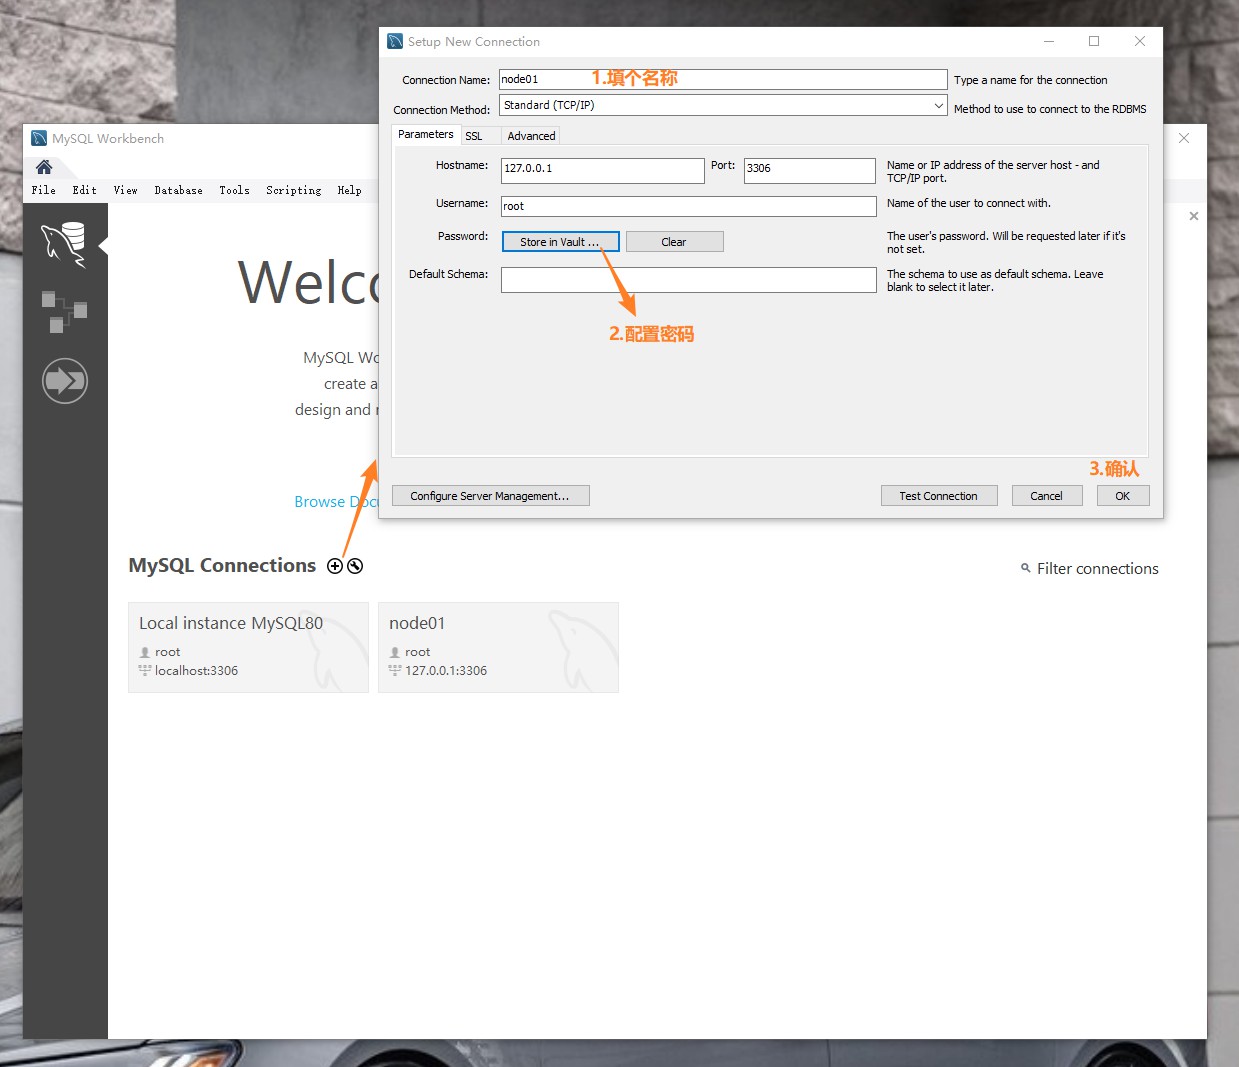 Setup New Connection
Connection Name: node01 1.填个名称 Type a name for the connection
Connection Method: Standard (TCP/IP) Method to use to connect to the RDBMS
Parameters SSL Advanced
Hostname: 127.0.0.1 Port: 3306 Name or IP address of the server host - and
TCP/IP port.
Username: root Name of the user to connect with.
Password: Store in Vault ... Clear The user's password. Will be requested later if it's
not set.
Default Schema: The schema to use as default schema. Leave
blank to select it later.
2.配置密码
3.确认
Configure Server Management... Test Connection Cancel OK
MySQL Workbench
File Edit View Database Tools Scripting Help
Welc
MySQL Wo
create a
design and
Browse Doc
MySQL Connections
Filter connections
Local instance MySQL80
root
localhost:3306
node01
root
127.0.0.1:3306